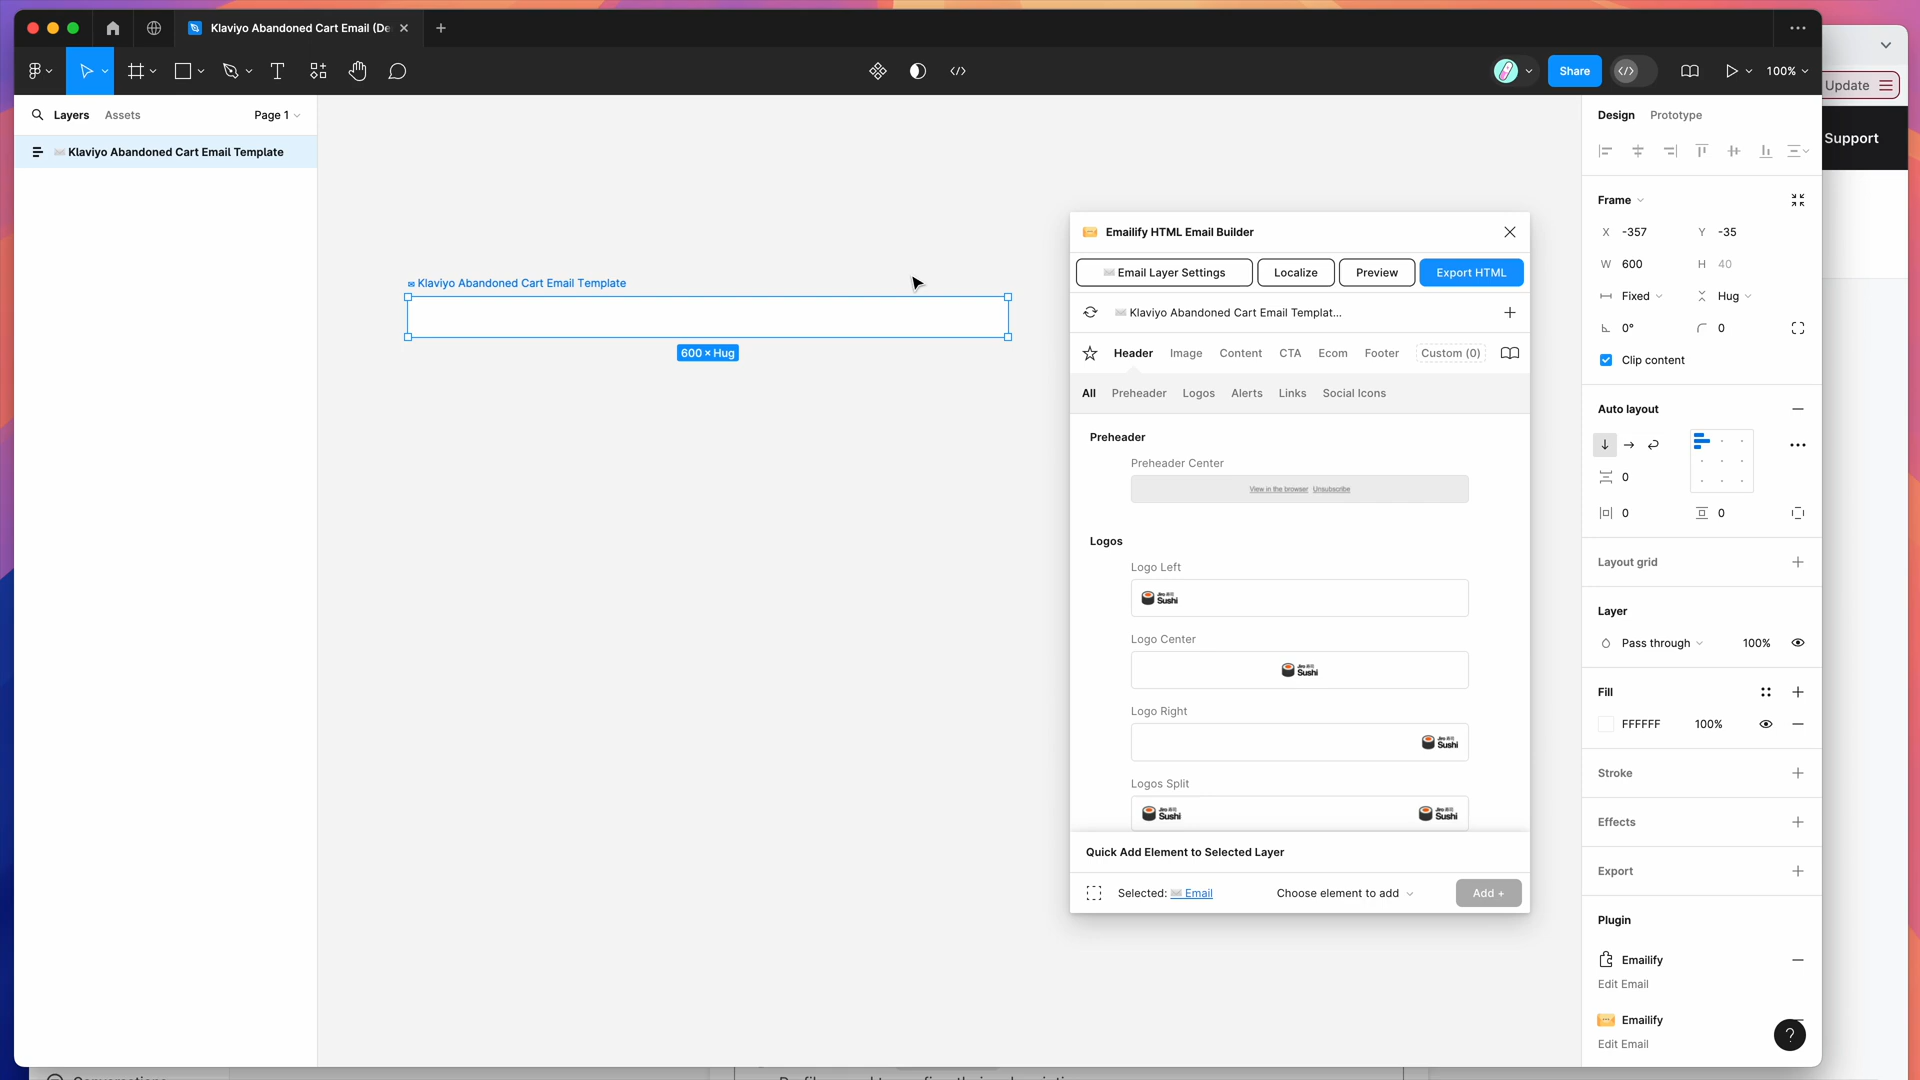 Klaviyo Abandoned Cart Email (De
Share
100%
Update
Support
Layers
Assets
Page 1
Klaviyo Abandoned Cart Email Template
Klaviyo Abandoned Cart Email Template
600 × Hug
Emailify HTML Email Builder
Email Layer Settings
Localize
Preview
Export HTML
Klaviyo Abandoned Cart Email Templat...
Header
Image
Content
CTA
Ecom
Footer
Custom (0)
All
Preheader
Logos
Alerts
Links
Social Icons
Preheader
Preheader Center
View in the browser · Unsubscribe
Logos
Logo Left
Sushi
Logo Center
Sushi
Logo Right
Sushi
Logos Split
Sushi
Sushi
Quick Add Element to Selected Layer
Selected: Email
Choose element to add
Add +
Design
Prototype
Frame
X -357
Y -35
W 600
H 40
Fixed
Hug
0°
0
Clip content
Auto layout
0
0
0
Layout grid
Layer
Pass through
100%
Fill
FFFFFF
100%
Stroke
Effects
Export
Plugin
Emailify
Edit Email
Emailify
Edit Email
?